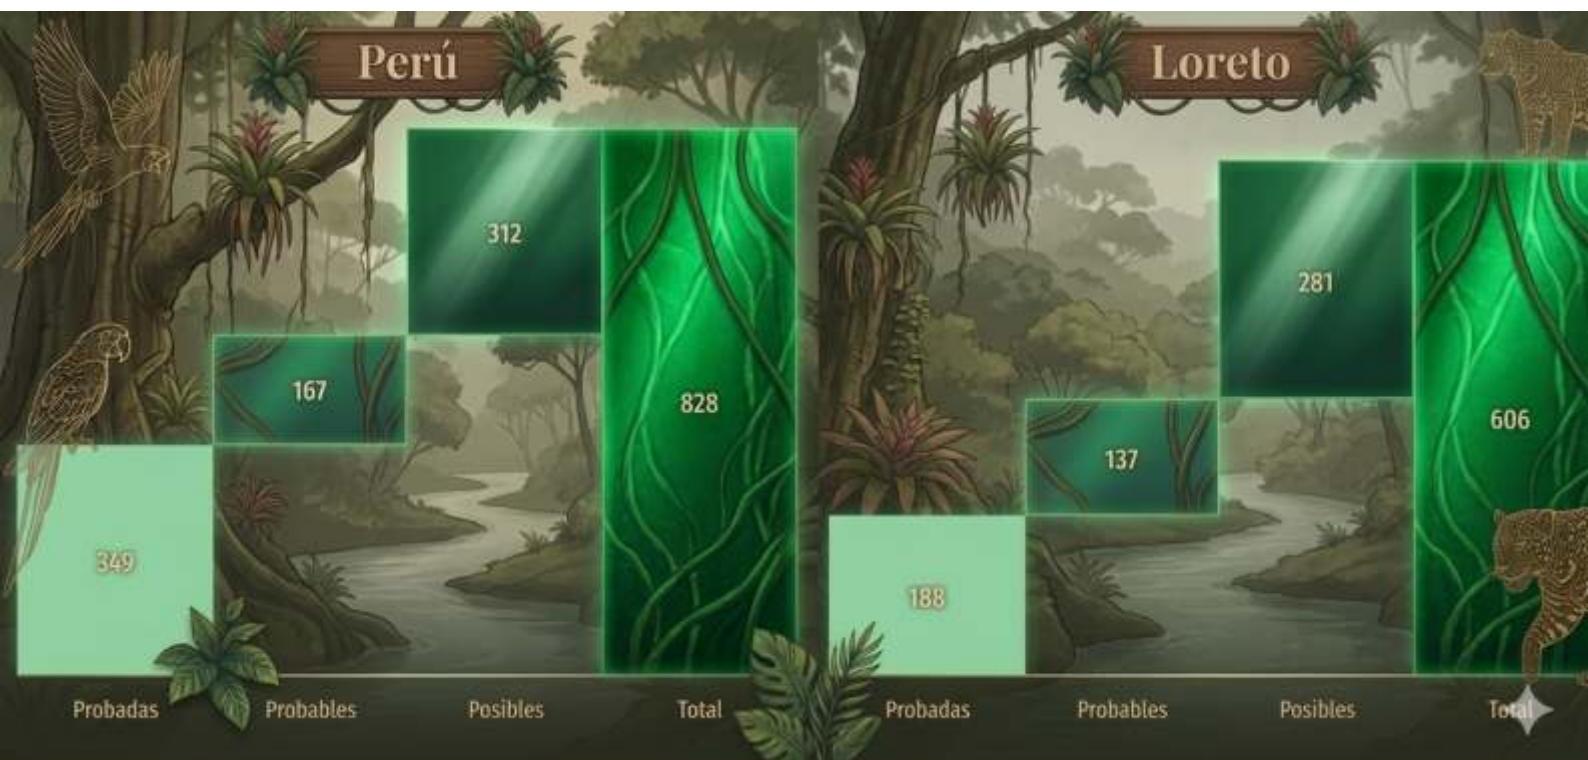 Perú
312
167
828
349
Probadas
Probables
Posibles
Total
Loreto
281
137
606
188
Probadas
Probables
Posibles
Total